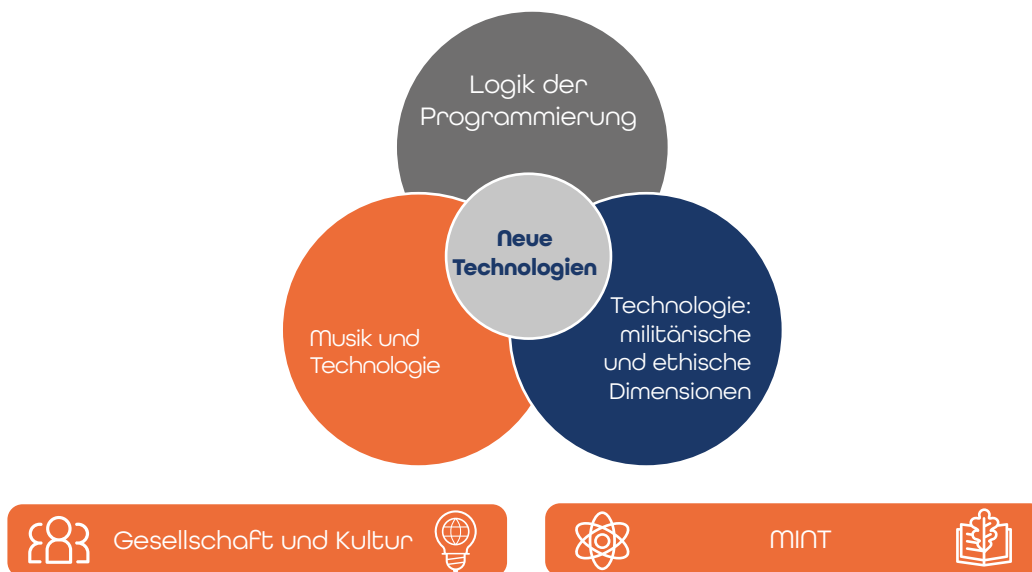 Logik der
Programmierung
Neue
Technologien
Musik und
Technologie
Technologie:
militärische
und ethische
Dimensionen
Gesellschaft und Kultur
MINT